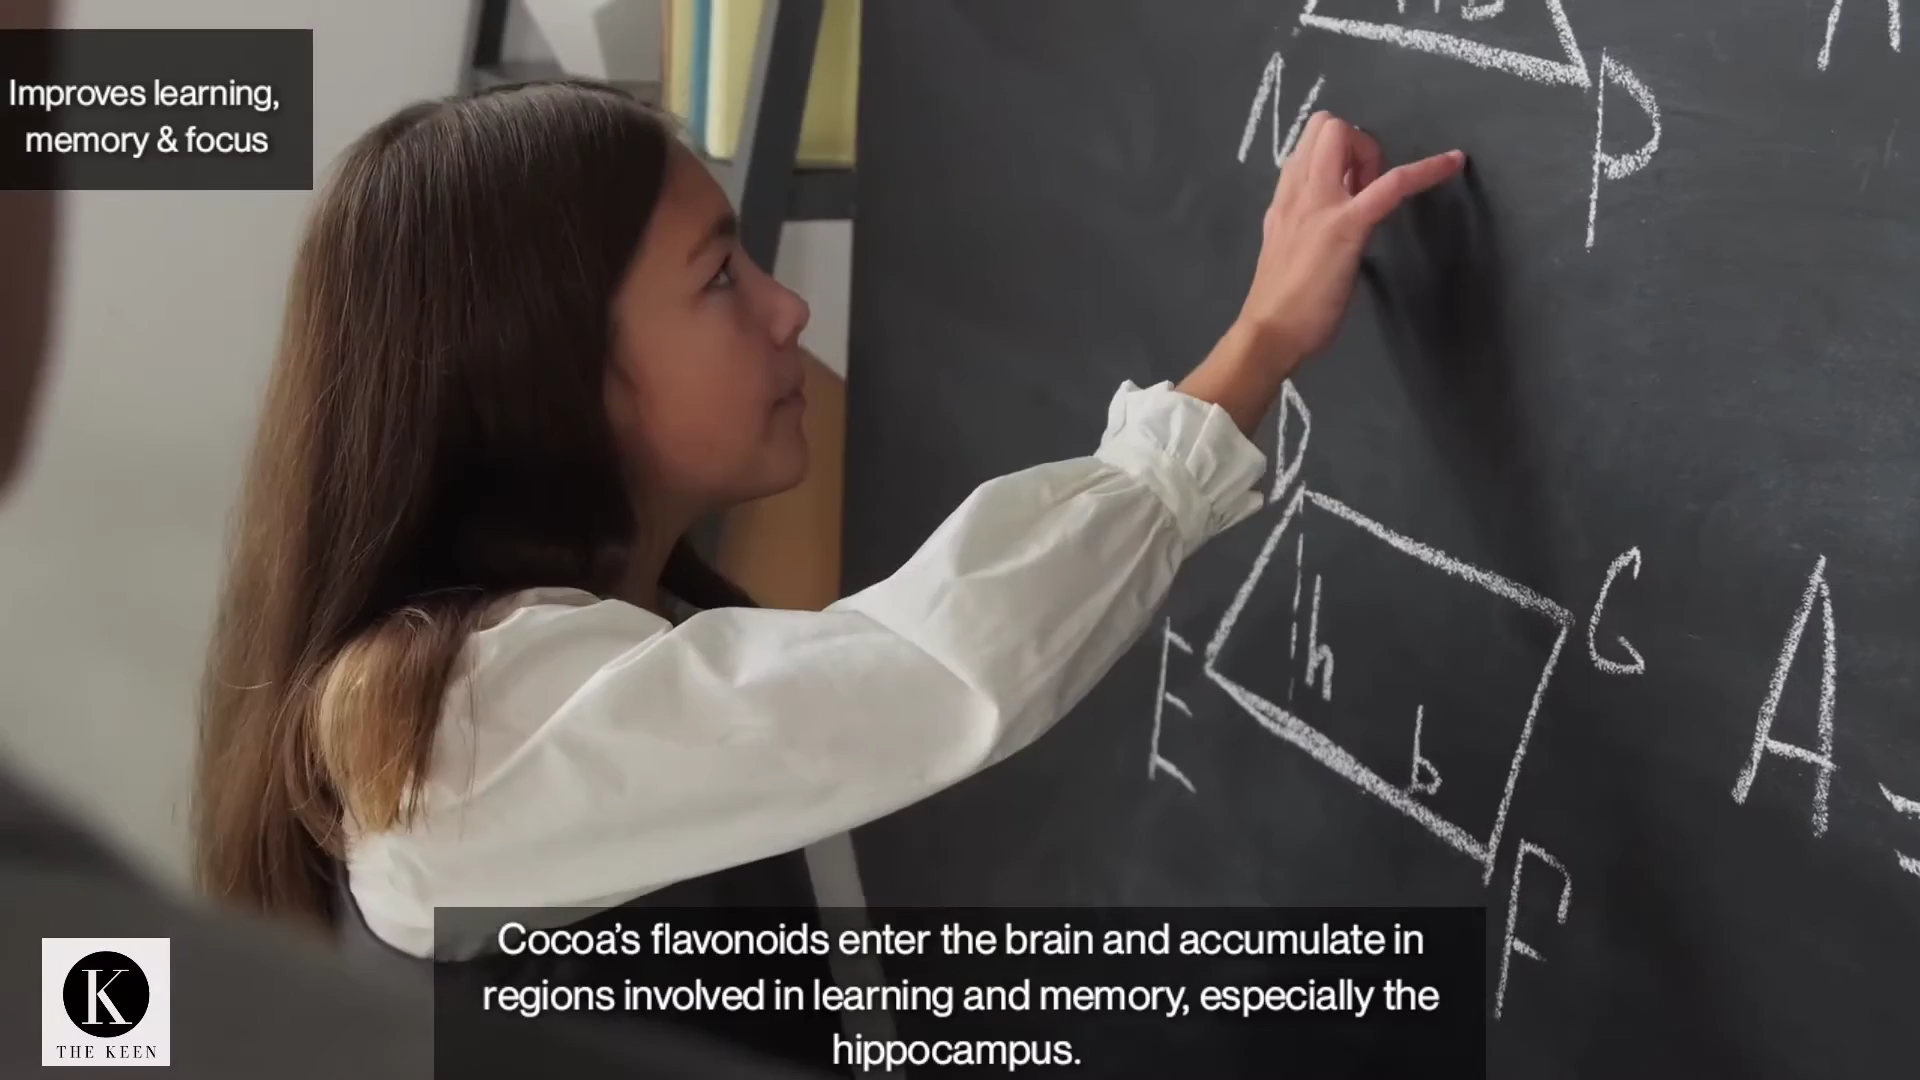 Improves learning,
memory & focus
N
P
D
G
h
E
b
A
F
Cocoa's flavonoids enter the brain and accumulate in
regions involved in learning and memory, especially the
hippocampus.
K
THE KEEN